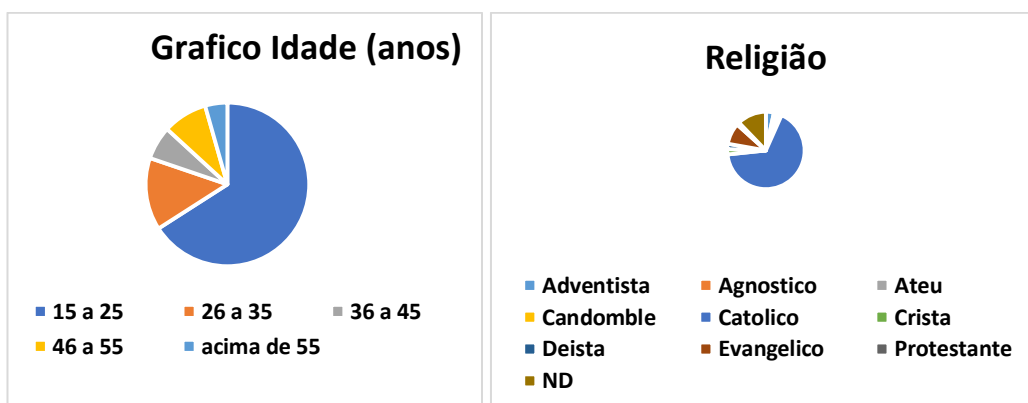 Grafico Idade (anos)
15 a 25 26 a 35 36 a 45
46 a 55 acima de 55
Religião
Adventista Agnostico Ateu
Candomble Catolico Crista
Deista Evangelico Protestante
ND